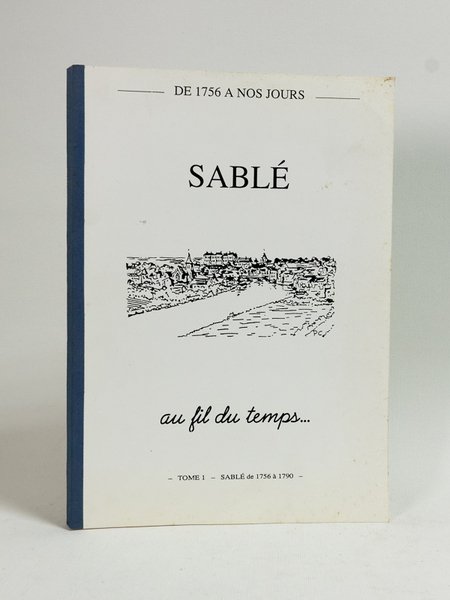 DE 1756 A NOS JOURS
SABLÉ
au fil du temps...
– TOME 1 – SABLÉ de 1756 à 1790 –